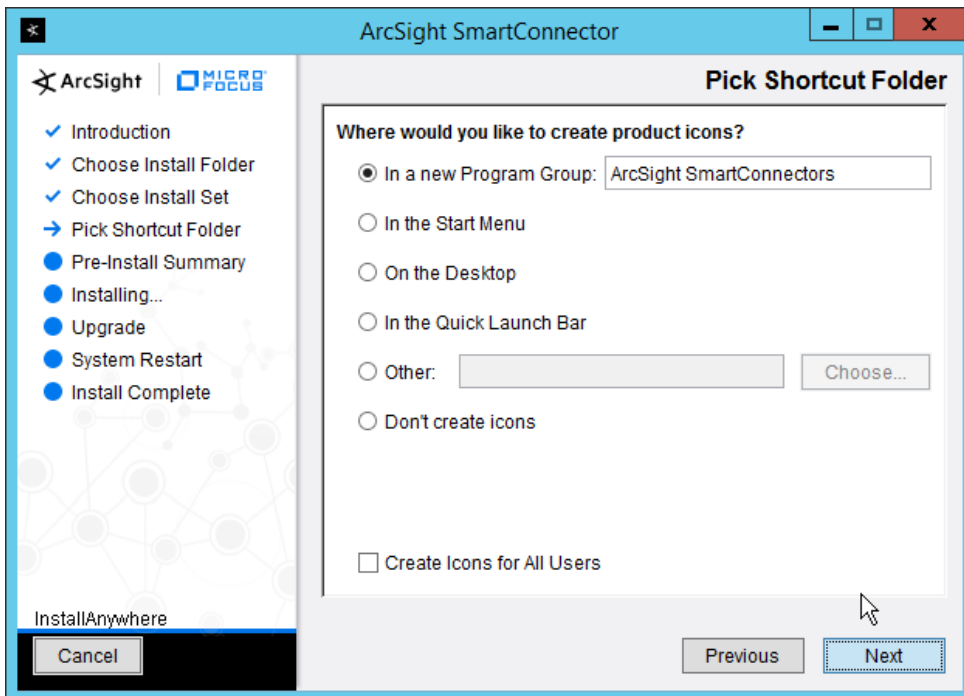 ArcSight SmartConnector
ArcSight
MICRO FOCUS
Pick Shortcut Folder
Introduction
Choose Install Folder
Choose Install Set
Pick Shortcut Folder
Pre-Install Summary
Installing...
Upgrade
System Restart
Install Complete
Where would you like to create product icons?
In a new Program Group: ArcSight SmartConnectors
In the Start Menu
On the Desktop
In the Quick Launch Bar
Other: Choose...
Don't create icons
Create Icons for All Users
InstallAnywhere
Cancel
Previous
Next